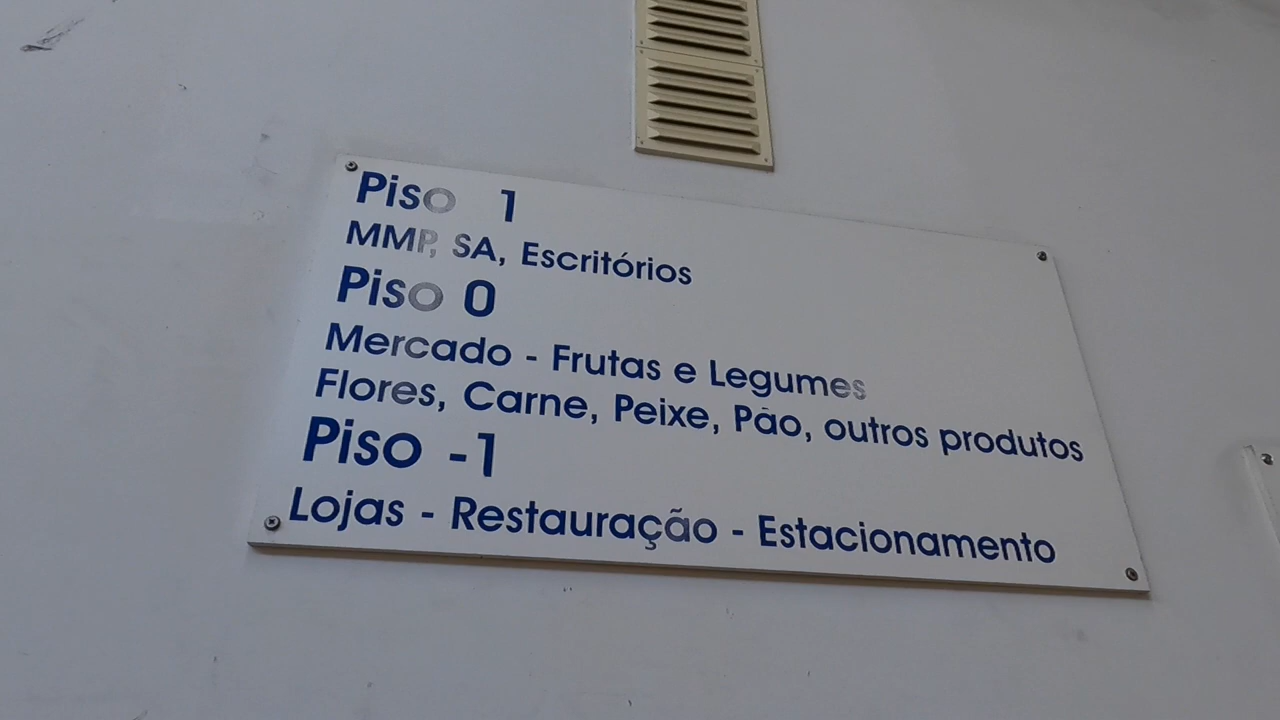 Piso 1
MMP, SA, Escritórios
Piso 0
Mercado - Frutas e Legumes
Flores, Carne, Peixe, Pão, outros produtos
Piso -1
Lojas - Restauração - Estacionamento